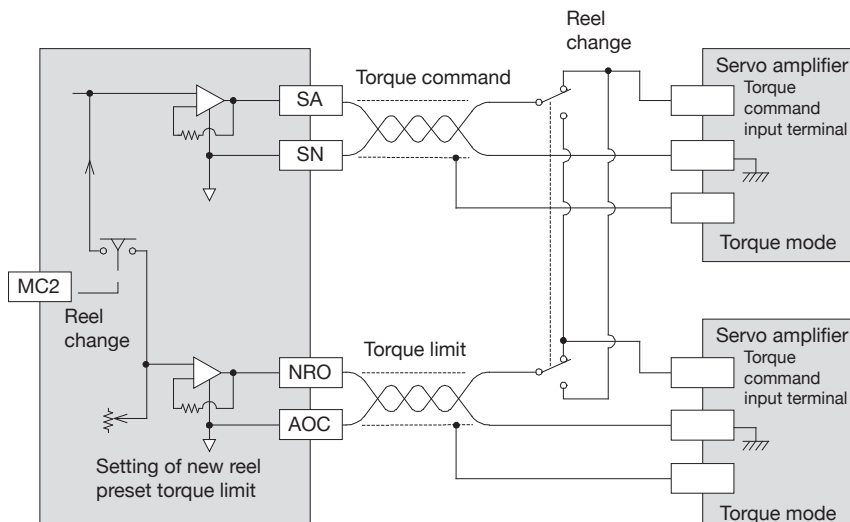 Reel
change
Servo amplifier
Torque
command
input terminal
Torque mode
SA
Torque command
SN
MC2
Reel
change
NRO
Torque limit
AOC
Setting of new reel
preset torque limit
Servo amplifier
Torque
command
input terminal
Torque mode